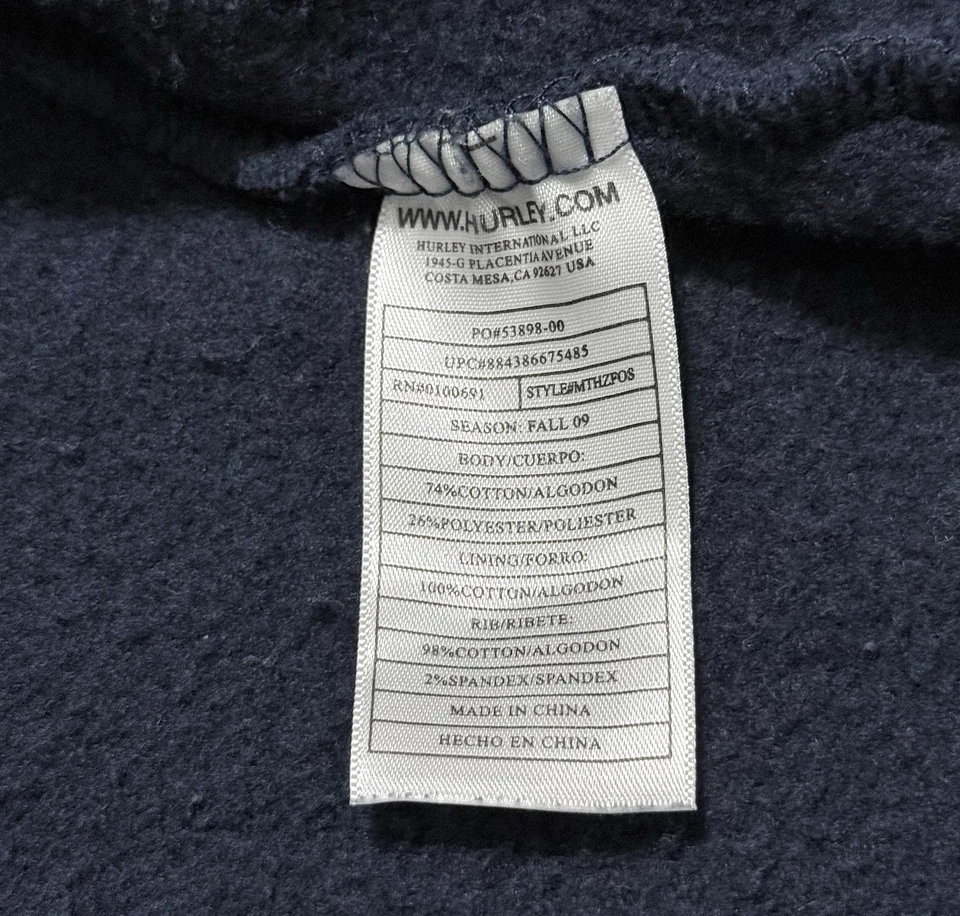 WWW.HURLEY.COM
HURLEY INTERNATIONAL LLC
1945-G PLACENTIA AVENUE
COSTA MESA,CA 92627 USA
PO#53898-00
UPC#884386675485
RN#0100691 STYLE#MTHZFOS
SEASON: FALL 09
BODY/CUERPO:
74%COTTON/ALGODON
26%POLYESTER/POLIESTER
LINING/FORRO:
100%COTTON/ALGODON
RIB/RIBETE:
98%COTTON/ALGODON
2%SPANDEX/SPANDEX
MADE IN CHINA
HECHO EN CHINA